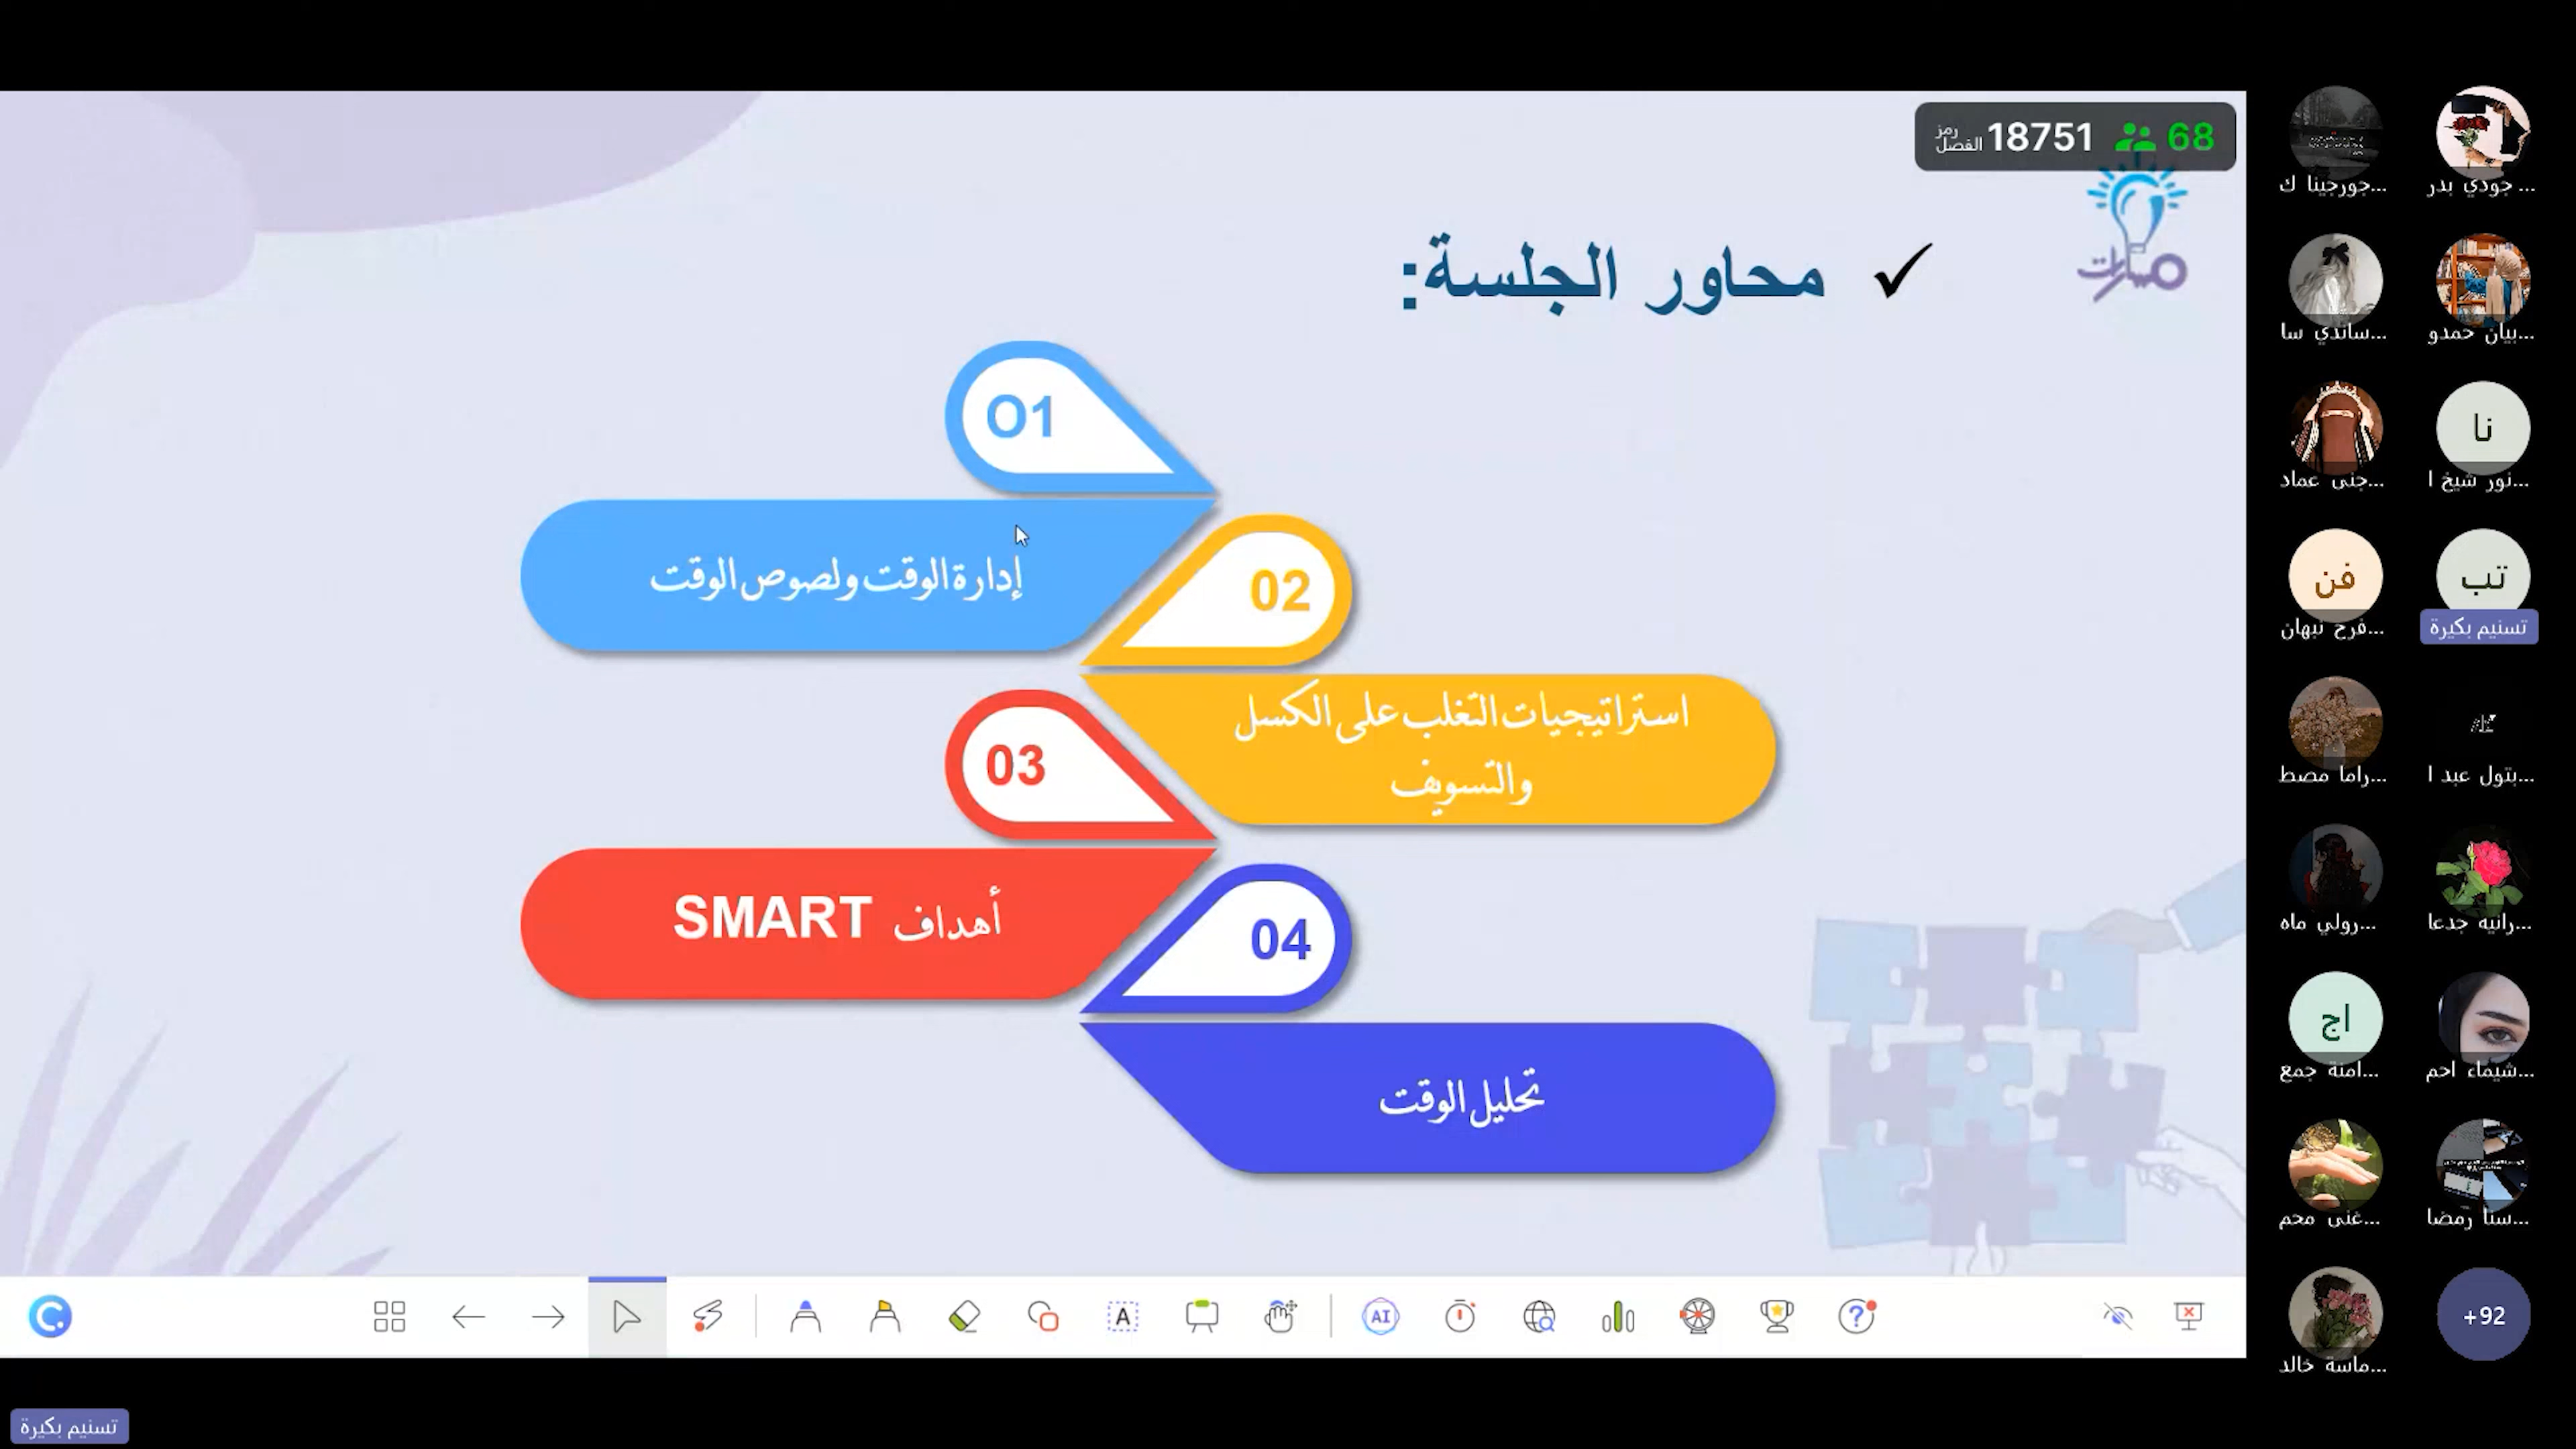 رمز
الفصل
18751
68
مسارات
✓ محاور الجلسة:
O1
إدارة الوقت ولصوص الوقت
02
استراتيجيات التغلب على الكسل
والتسويف
03
أهداف SMART
04
تحليل الوقت
جودي بدر ...
جورجينا ك...
بيان حمدو...
ساندي سا...
نا
نور شيخ ا...
جنى عماد...
تب
تسنيم بكيرة
فن
فرح نبهان...
بتول عبد ا...
راما مصط...
رانيه جدعا...
رولي ماه...
شيماء احم...
اج
امنة جمع...
سنا رمضا...
غنى محم...
+92
ماسة خالد...
A
AI
?
تسنيم بكيرة